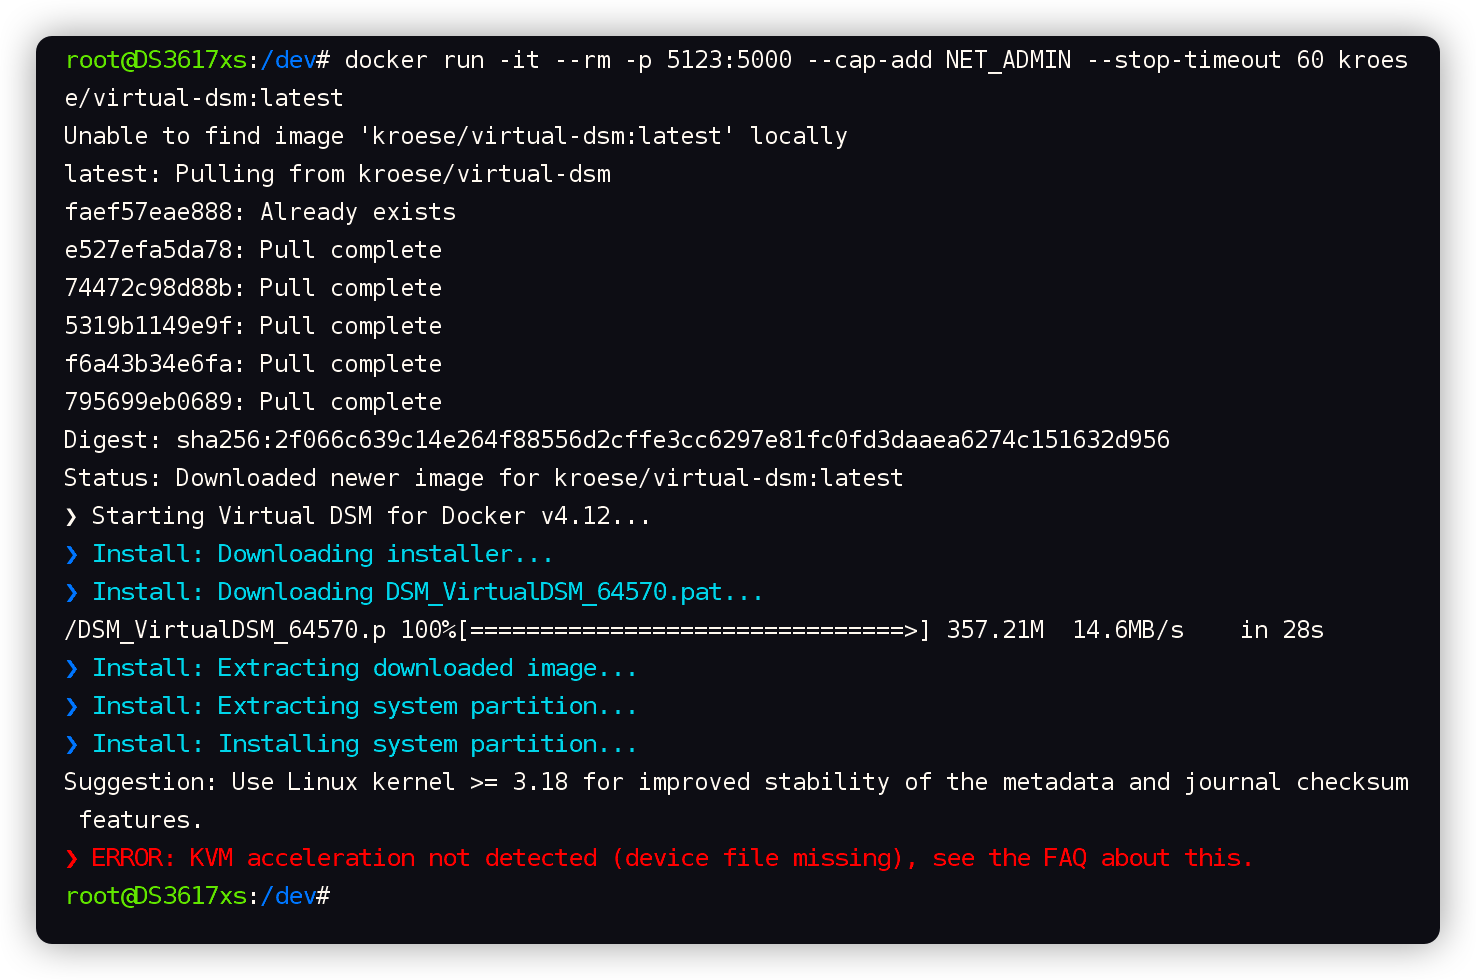 root@DS3617xs:/dev# docker run -it --rm -p 5123:5000 --cap-add NET_ADMIN --stop-timeout 60 kroes
e/virtual-dsm:latest
Unable to find image 'kroese/virtual-dsm:latest' locally
latest: Pulling from kroese/virtual-dsm
faef57eae888: Already exists
e527efa5da78: Pull complete
74472c98d88b: Pull complete
5319b1149e9f: Pull complete
f6a43b34e6fa: Pull complete
795699eb0689: Pull complete
Digest: sha256:2f066c639c14e264f88556d2cffe3cc6297e81fc0fd3daaea6274c151632d956
Status: Downloaded newer image for kroese/virtual-dsm:latest
❯ Starting Virtual DSM for Docker v4.12...
❯ Install: Downloading installer...
❯ Install: Downloading DSM_VirtualDSM_64570.pat...
/DSM_VirtualDSM_64570.p 100%[===============================>] 357.21M  14.6MB/s    in 28s
❯ Install: Extracting downloaded image...
❯ Install: Extracting system partition...
❯ Install: Installing system partition...
Suggestion: Use Linux kernel >= 3.18 for improved stability of the metadata and journal checksum
 features.
❯ ERROR: KVM acceleration not detected (device file missing), see the FAQ about this.
root@DS3617xs:/dev#